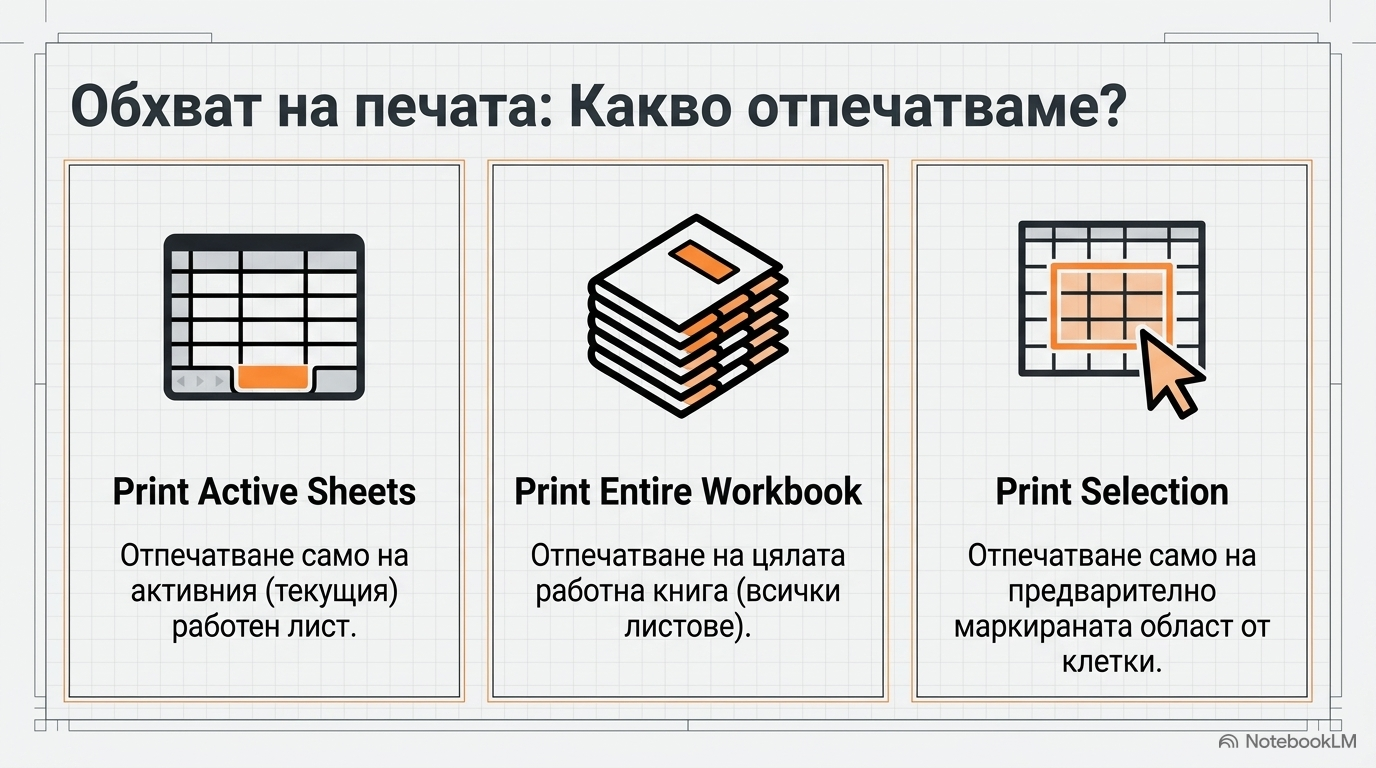 Обхват на печата: Какво отпечатваме?
Print Active Sheets
Отпечатване само на
активния (текущия)
работен лист.
Print Entire Workbook
Отпечатване на цялата
работна книга (всички
листове).
Print Selection
Отпечатване само на
предварително
маркираната област от
клетки.
NotebookLM